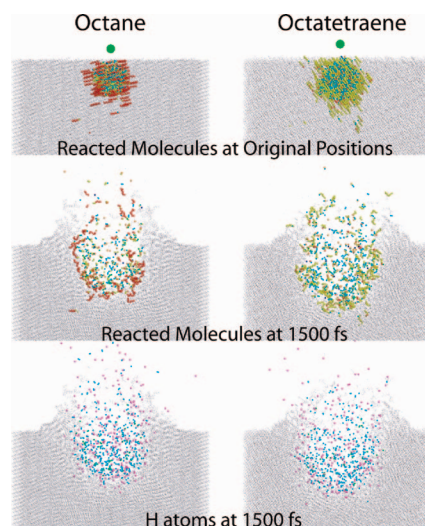 Octane
Octatetraene
Reacted Molecules at Original Positions
Reacted Molecules at 1500 fs
H atoms at 1500 fs